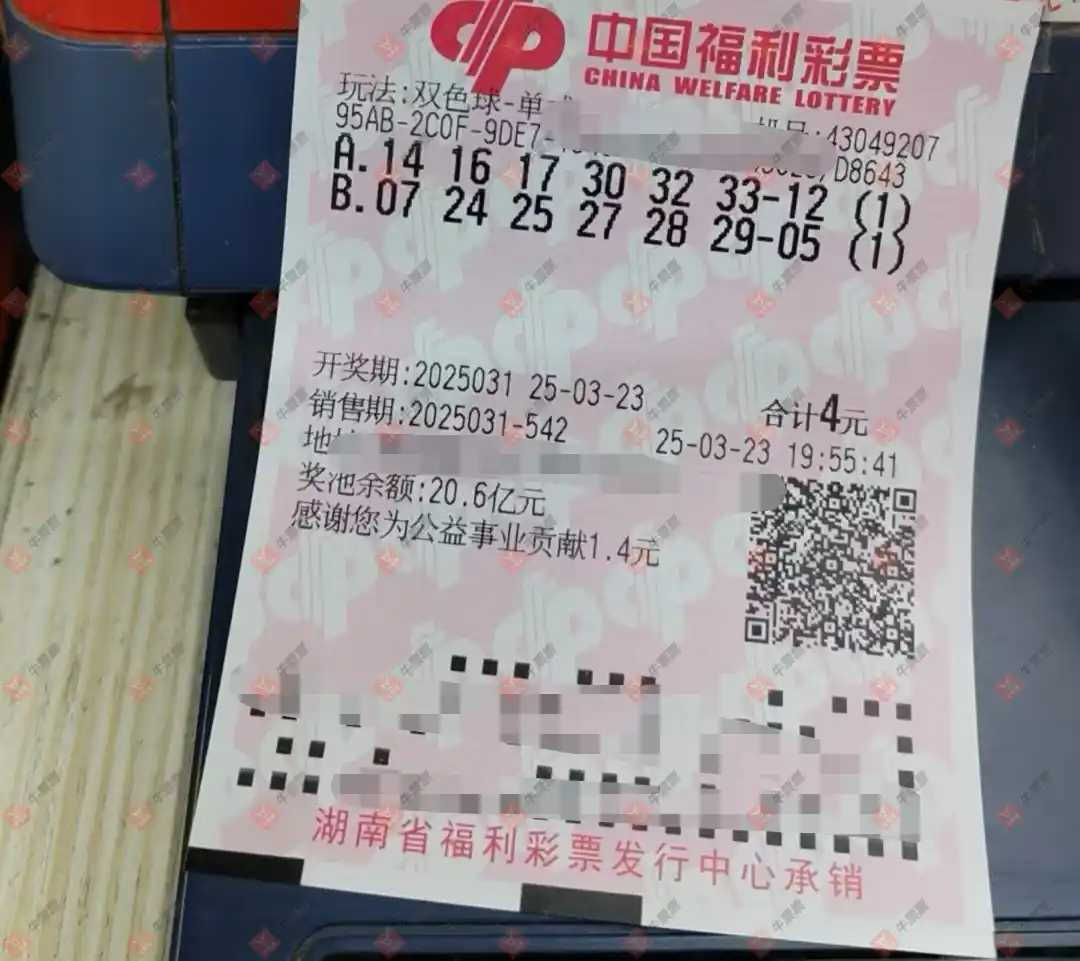 中国福利彩票
CHINA WELFARE LOTTERY
玩法:双色球-单
机号:43049207
95AB-2C0F-9DE7-
D8643
A.14 16 17 30 32 33-12 (1)
B.07 24 25 27 28 29-05 (1)
开奖期:2025031 25-03-23
合计4元
销售期:2025031-542
25-03-23 19:55:41
奖池余额:20.6亿元
感谢您为公益事业贡献1.4元
湖南省福利彩票发行中心承销